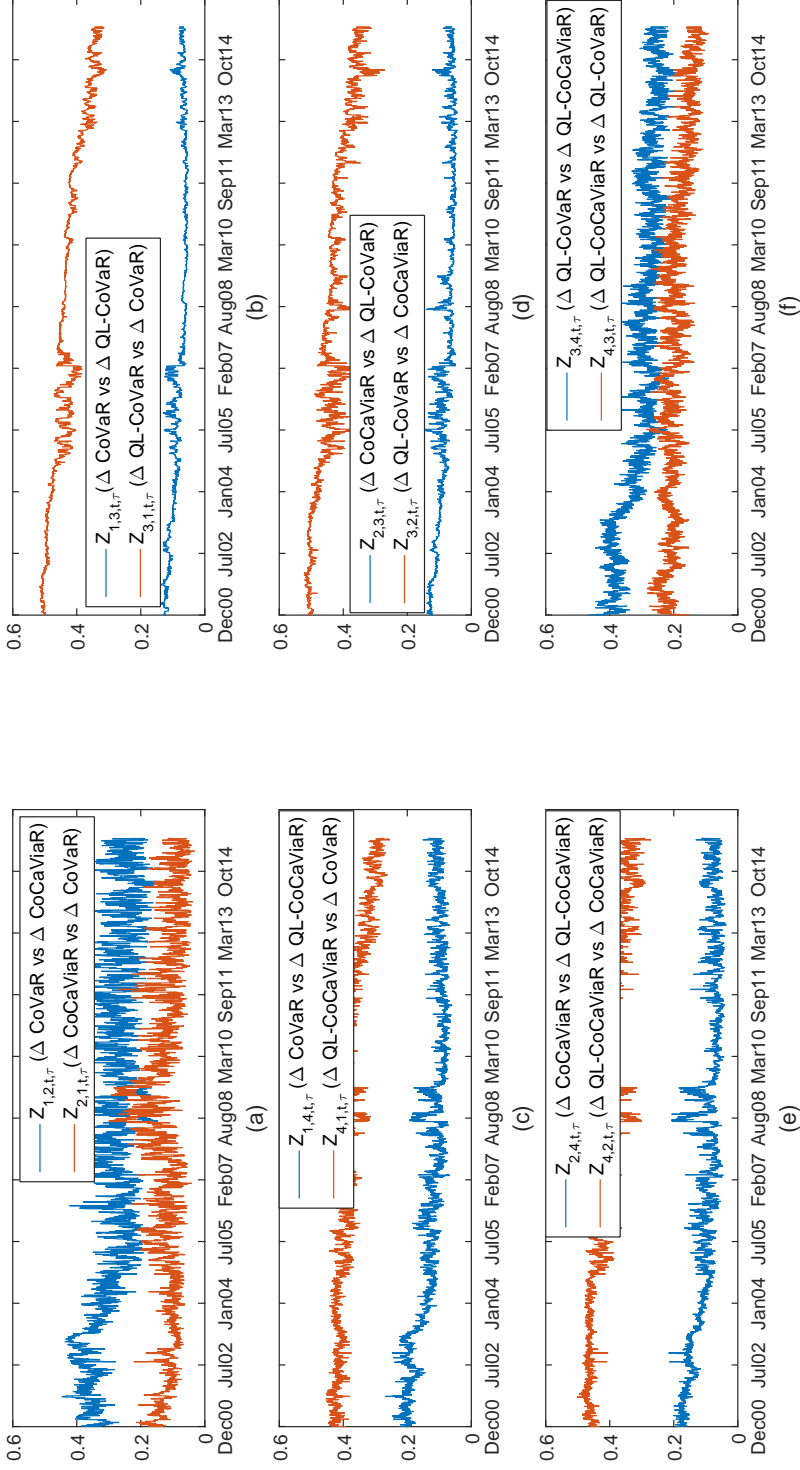 0.6
0.4
0.2
0
Z1,2,t,τ (Δ CoVaR vs Δ CoCaViaR)
Z2,1,t,τ (Δ CoCaViaR vs Δ CoVaR)
Dec00 Jul02 Jan04 Jul05 Feb07 Aug08 Mar10 Sep11 Mar13 Oct14
(a)
0.6
0.4
0.2
0
Z1,3,t,τ (Δ CoVaR vs Δ QL-CoVaR)
Z3,1,t,τ (Δ QL-CoVaR vs Δ CoVaR)
Dec00 Jul02 Jan04 Jul05 Feb07 Aug08 Mar10 Sep11 Mar13 Oct14
(b)
0.6
0.4
0.2
0
Z1,4,t,τ (Δ CoVaR vs Δ QL-CoCaViaR)
Z4,1,t,τ (Δ QL-CoCaViaR vs Δ CoVaR)
Dec00 Jul02 Jan04 Jul05 Feb07 Aug08 Mar10 Sep11 Mar13 Oct14
(c)
0.6
0.4
0.2
0
Z2,3,t,τ (Δ CoCaViaR vs Δ QL-CoVaR)
Z3,2,t,τ (Δ QL-CoVaR vs Δ CoCaViaR)
Dec00 Jul02 Jan04 Jul05 Feb07 Aug08 Mar10 Sep11 Mar13 Oct14
(d)
0.6
0.4
0.2
0
Z2,4,t,τ (Δ CoCaViaR vs Δ QL-CoCaViaR)
Z4,2,t,τ (Δ QL-CoCaViaR vs Δ CoCaViaR)
Dec00 Jul02 Jan04 Jul05 Feb07 Aug08 Mar10 Sep11 Mar13 Oct14
(e)
0.6
0.4
0.2
0
Z3,4,t,τ (Δ QL-CoVaR vs Δ QL-CoCaViaR)
Z4,3,t,τ (Δ QL-CoCaViaR vs Δ QL-CoVaR)
Dec00 Jul02 Jan04 Jul05 Feb07 Aug08 Mar10 Sep11 Mar13 Oct14
(f)